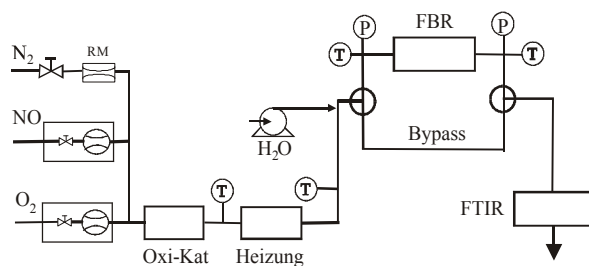 N₂
RM
NO
O₂
Oxi-Kat
T
Heizung
T
H₂O
P
T
FBR
P
T
Bypass
FTIR